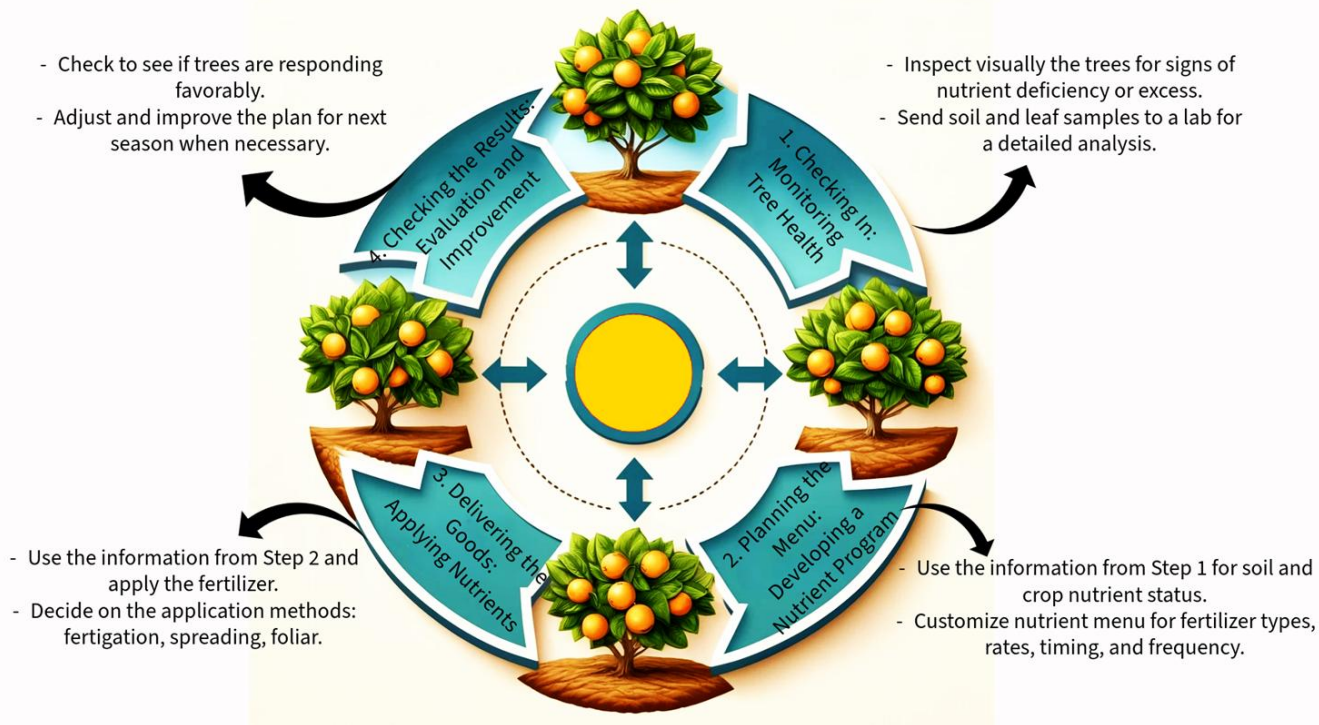 - Check to see if trees are responding
favorably.
- Adjust and improve the plan for next
season when necessary.
- Inspect visually the trees for signs of
nutrient deficiency or excess.
- Send soil and leaf samples to a lab for
a detailed analysis.
4. Checking the Results:
Evaluation and
Improvement
1. Checking In:
Monitoring
Tree Health
3. Delivering the
Goods:
Applying Nutrients
2. Planning the
Menu:
Developing a
Nutrient Program
- Use the information from Step 2 and
apply the fertilizer.
- Decide on the application methods:
fertigation, spreading, foliar.
- Use the information from Step 1 for soil and
crop nutrient status.
- Customize nutrient menu for fertilizer types,
rates, timing, and frequency.